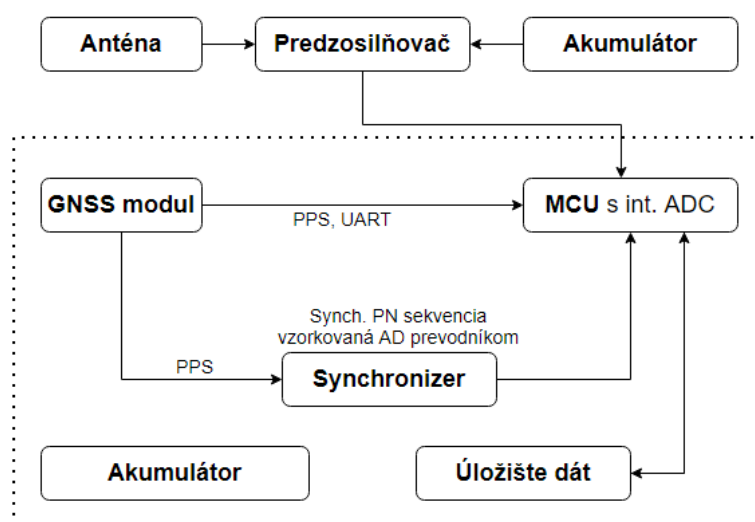 Anténa
Predzosilňovač
Akumulátor
GNSS modul
PPS, UART
MCU s int. ADC
Synch. PN sekvencia
vzorkovaná AD prevodníkom
PPS
Synchronizer
Akumulátor
Úložište dát